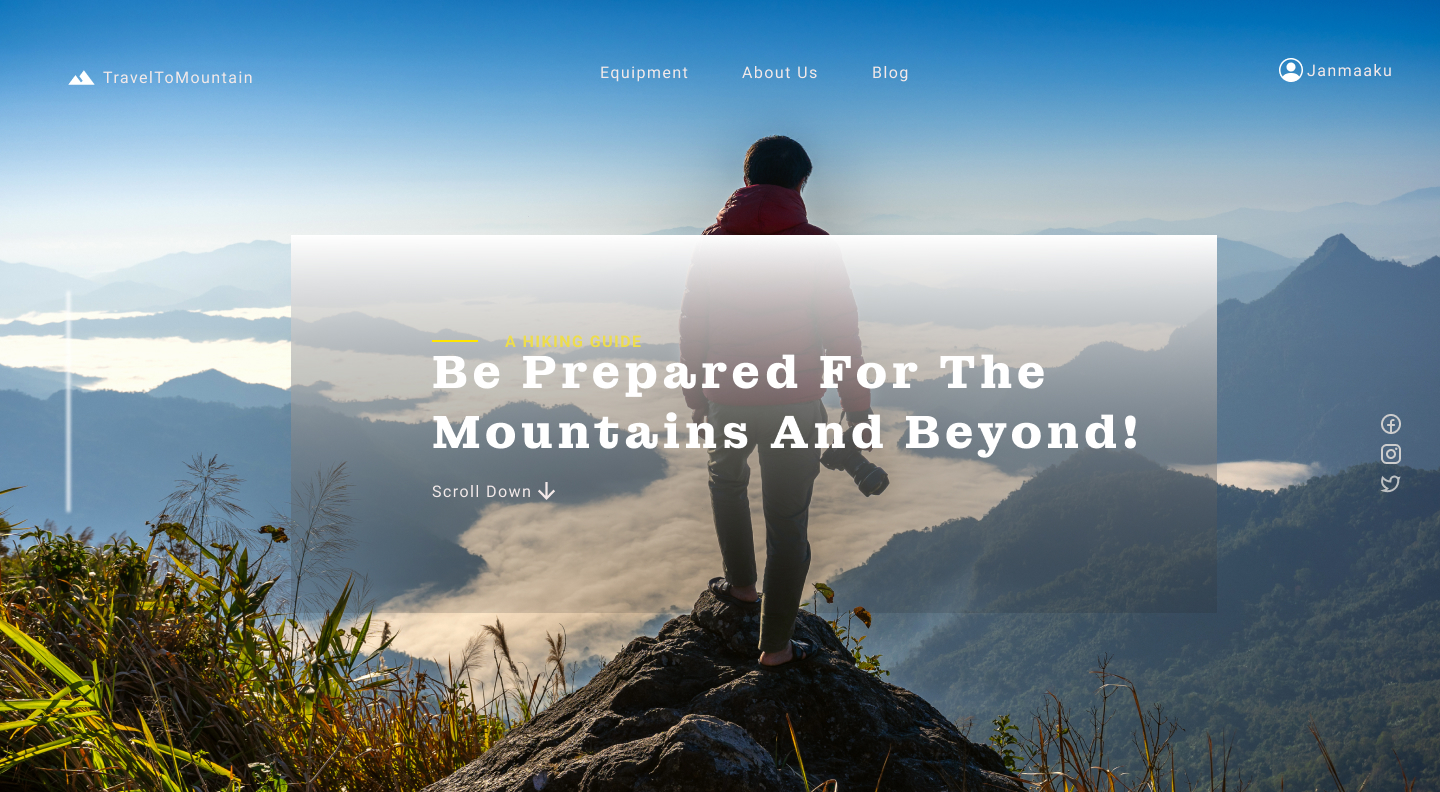 TravelToMountain
Equipment
About Us
Blog
Janmaaku
A HIKING GUIDE
Be Prepared For The
Mountains And Beyond!
Scroll Down